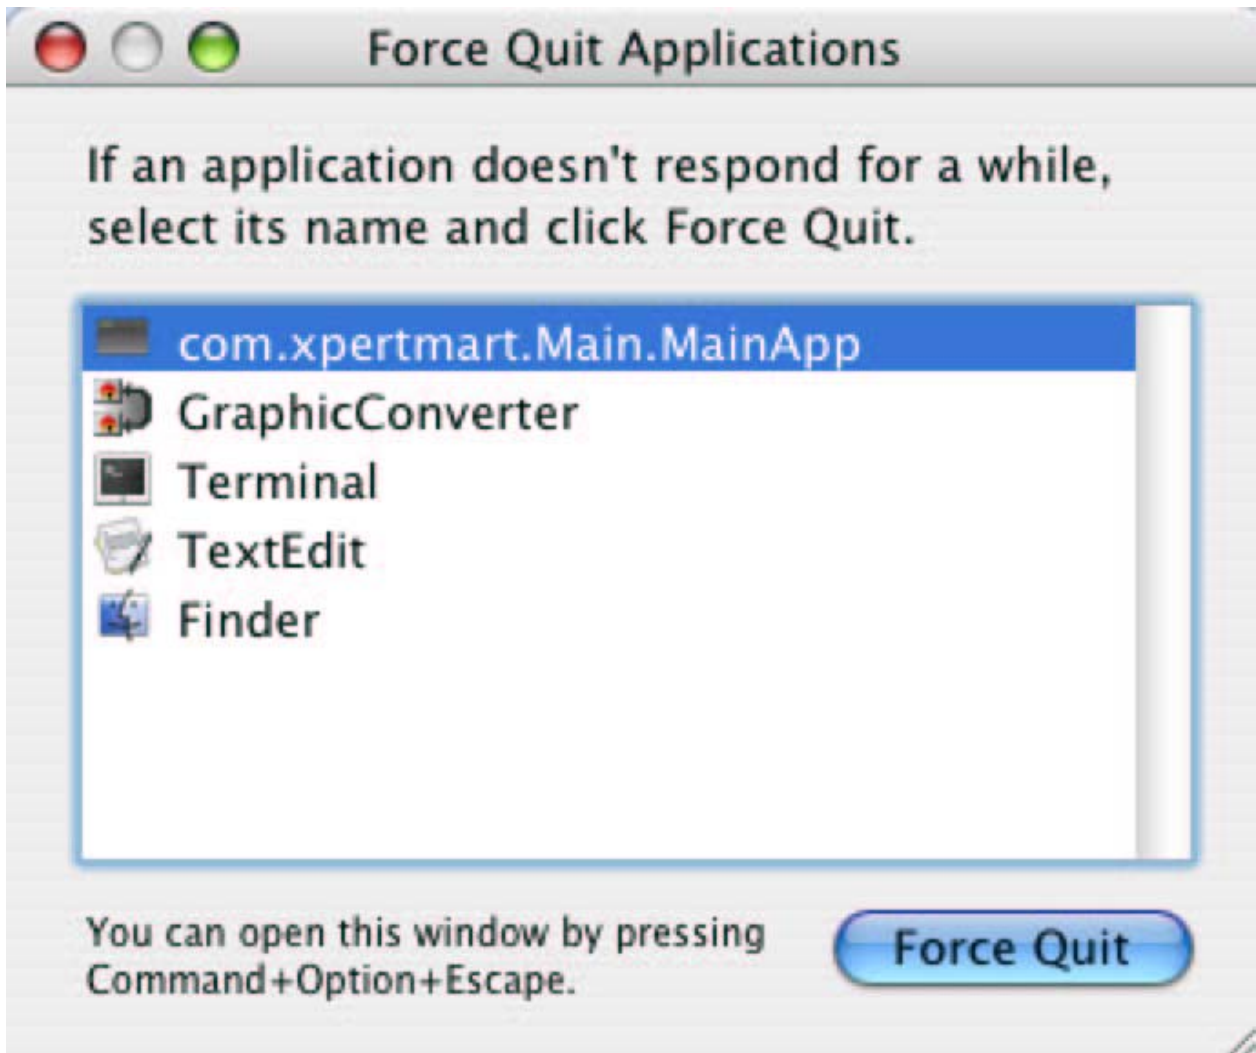 Force Quit Applications
If an application doesn't respond for a while,
select its name and click Force Quit.
com.xpertmart.Main.MainApp
GraphicConverter
Terminal
TextEdit
Finder
You can open this window by pressing
Command+Option+Escape.
Force Quit